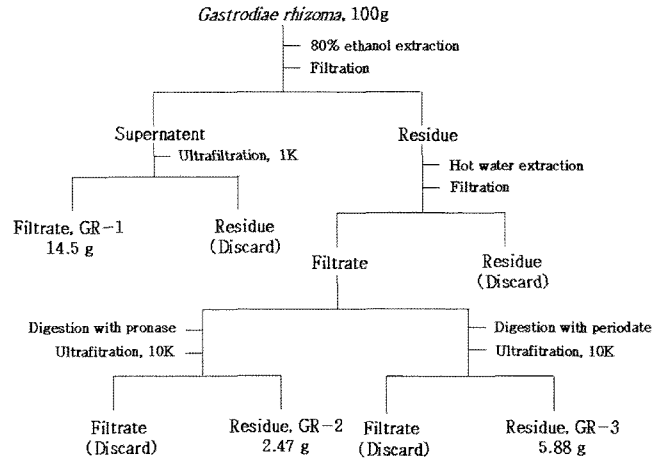 Gastrodiae rhizoma, 100g
80% ethanol extraction
Filtration
Supernatent
Residue
Ultrafiltration, 1K
Hot water extraction
Filtration
Filtrate, GR-1
14.5 g
Residue
(Discard)
Filtrate
Residue
(Discard)
Digestion with pronase
Ultrafitration, 10K
Digestion with periodate
Ultrafitration, 10K
Filtrate
(Discard)
Residue, GR-2
2.47 g
Filtrate
(Discard)
Residue, GR-3
5.88 g